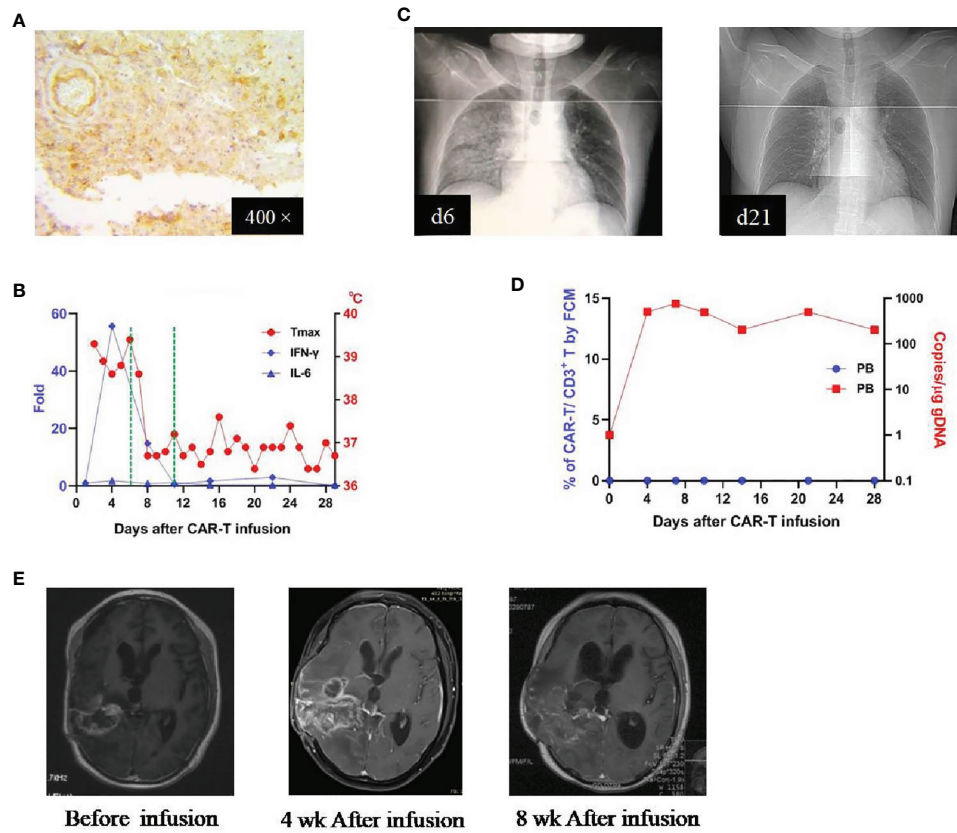 A
400 ×
C
d6
d21
B
°C
Fold
60
40
20
0
40
39
38
37
36
Tmax
IFN-γ
IL-6
0 4 8 12 16 20 24 28
Days after CAR-T infusion
D
% of CAR-T/ CD3⁺ T by FCM
15
10
5
0
PB
PB
1000
100
10
1
0.1
Copies/μg gDNA
0 4 8 12 16 20 24 28
Days after CAR-T infusion
E
Before infusion
4 wk After infusion
8 wk After infusion